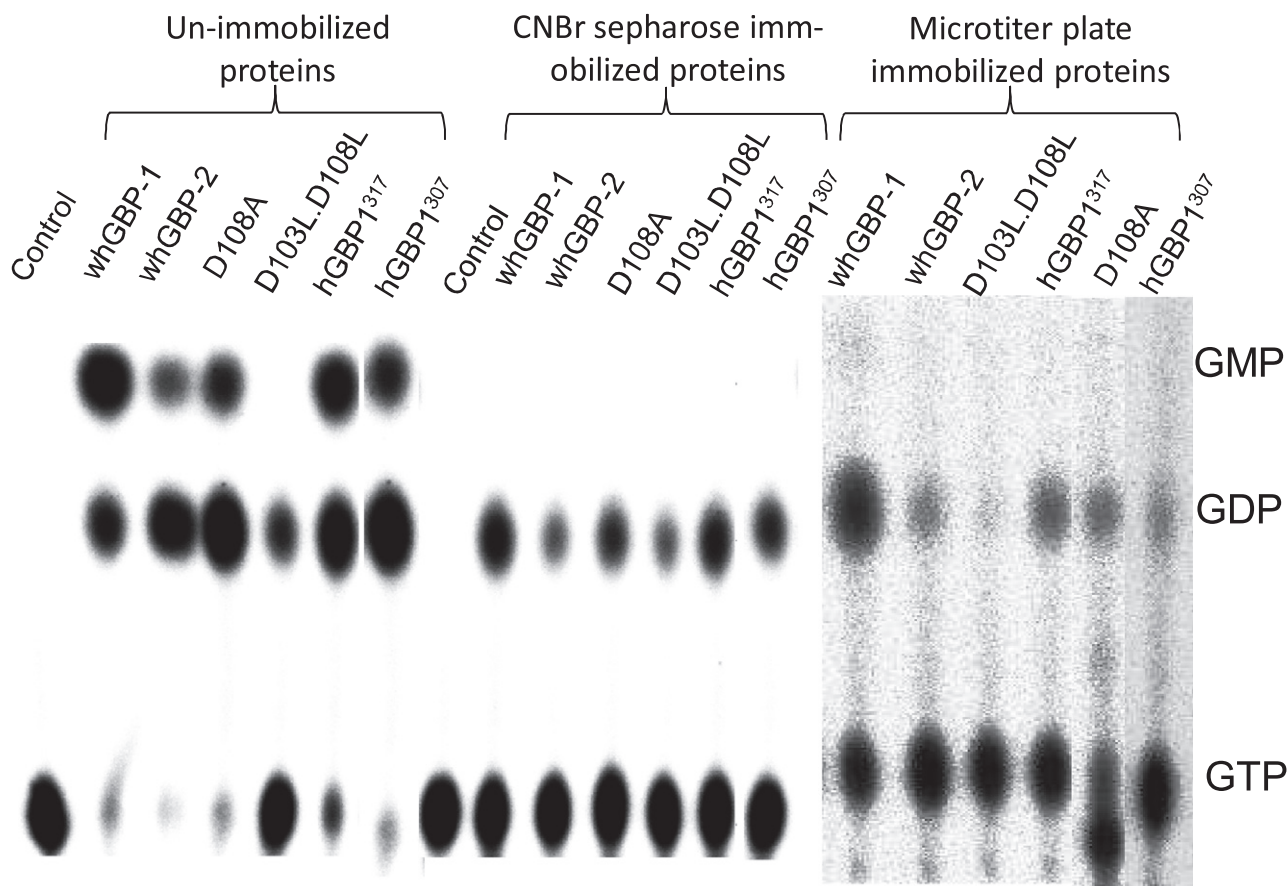 Un-immobilized
proteins
CNBr sepharose imm-
obilized proteins
Microtiter plate
immobilized proteins
Control
whGBP-1
whGBP-2
D108A
D103L.D108L
hGBP1³¹⁷
hGBP1³⁰⁷
Control
whGBP-1
whGBP-2
D108A
D103L.D108L
hGBP1³¹⁷
hGBP1³⁰⁷
whGBP-1
whGBP-2
D103L.D108L
hGBP1³¹⁷
D108A
hGBP1³⁰⁷
GMP
GDP
GTP